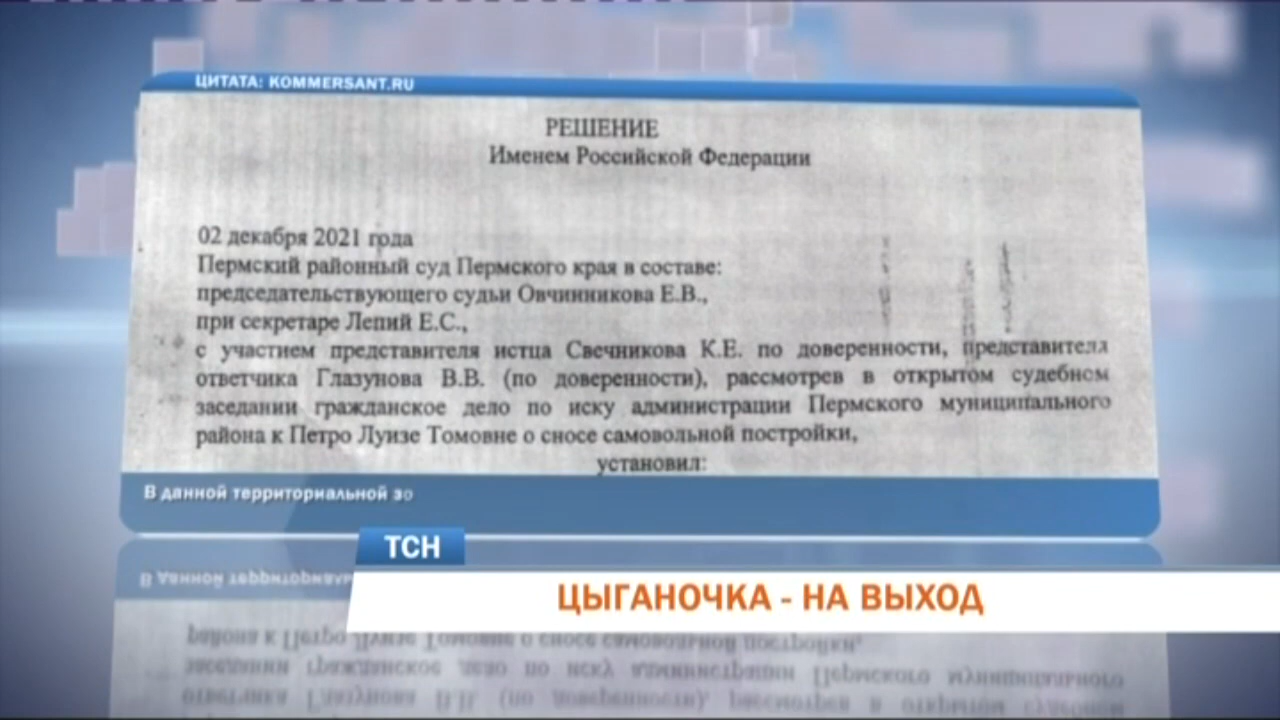 ЦИТАТА: KOMMERSANT.RU
РЕШЕНИЕ
Именем Российской Федерации
02 декабря 2021 года
Пермский районный суд Пермского края в составе:
председательствующего судьи Овчинникова Е.В.,
при секретаре Лепий Е.С.,
с участием представителя истца Свечникова К.Е. по доверенности, представителя
ответчика Глазунова В.В. (по доверенности), рассмотрев в открытом судебном
заседании гражданское дело по иску администрации Пермского муниципального
района к Петро Луизе Томовне о сносе самовольной постройки,
установил:
В данной территориальной зо
ТСН
ЦЫГАНОЧКА - НА ВЫХОД